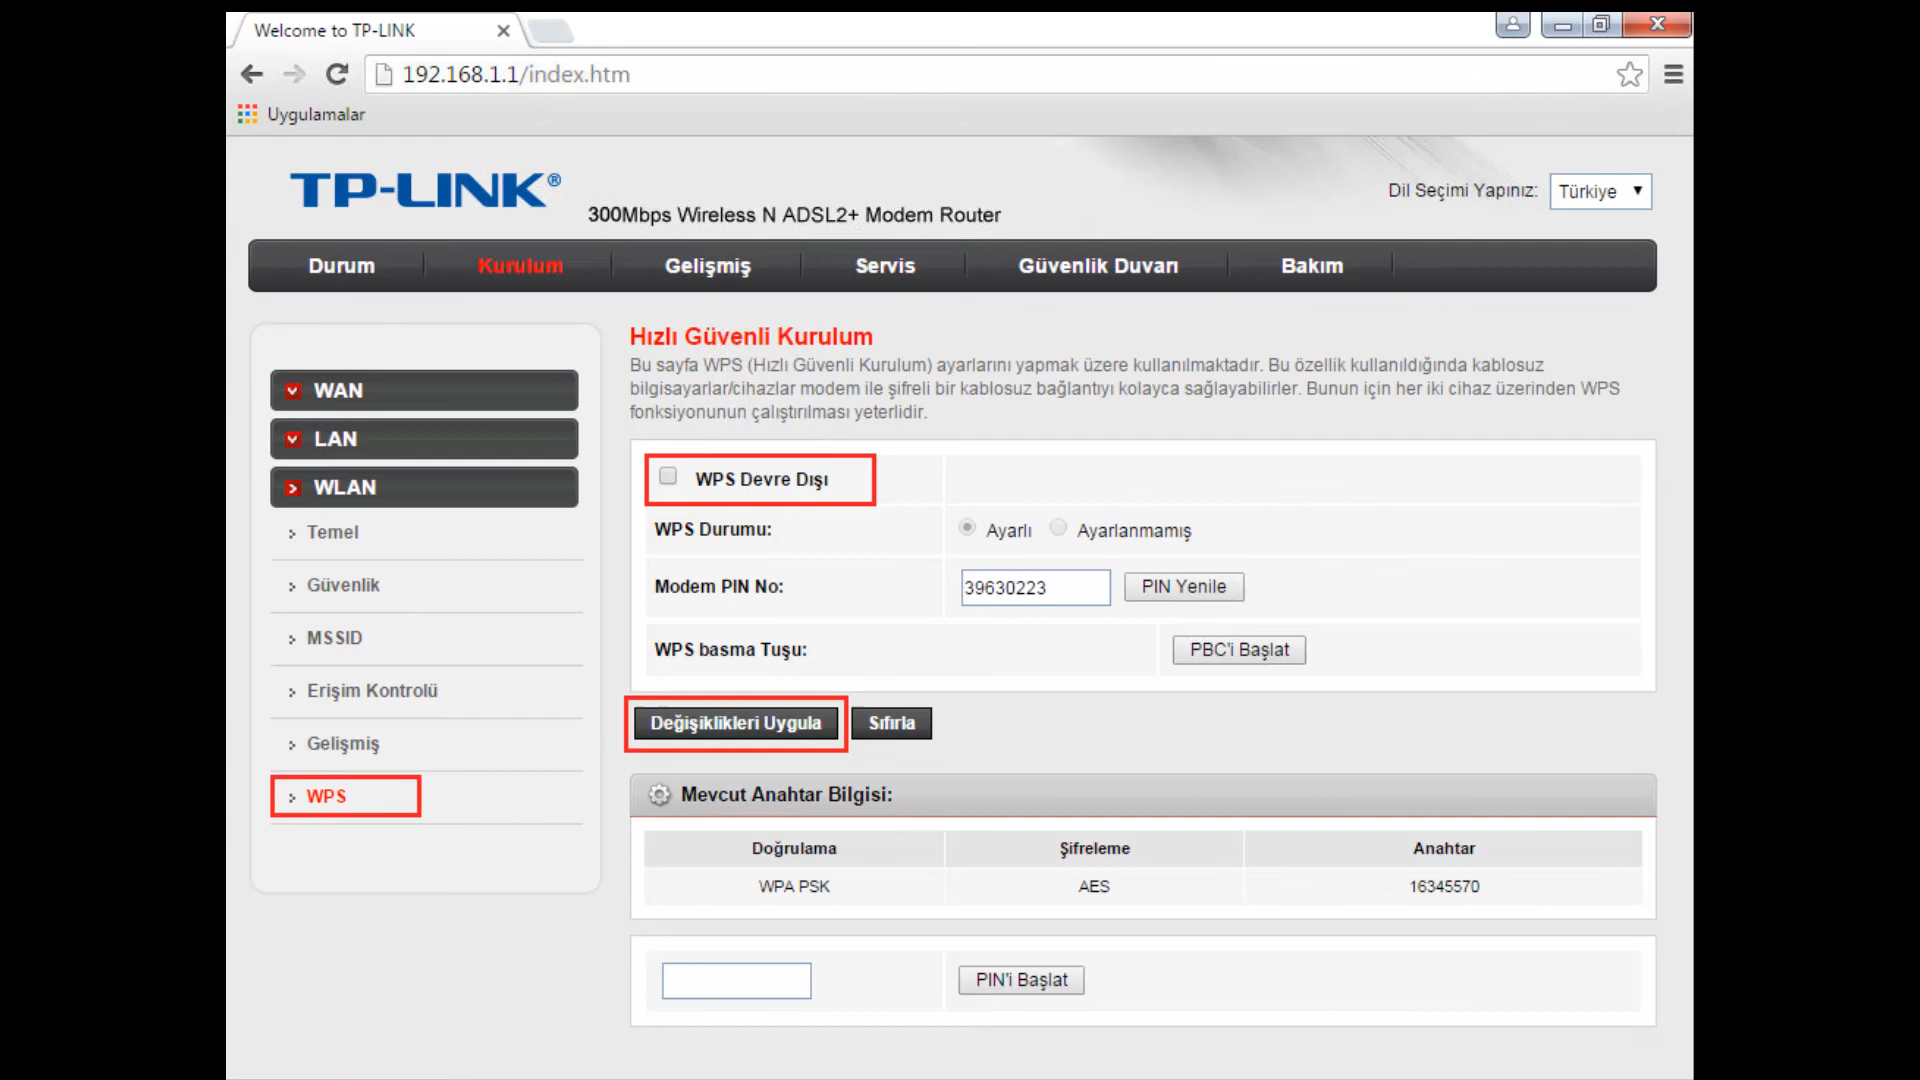 Welcome to TP-LINK
192.168.1.1/index.htm
Uygulamalar
TP-LINK®
300Mbps Wireless N ADSL2+ Modem Router
Dil Seçimi Yapınız: Türkiye
Durum Kurulum Gelişmiş Servis Güvenlik Duvarı Bakım
WAN
LAN
WLAN
Temel
Güvenlik
MSSID
Erişim Kontrolü
Gelişmiş
WPS
Hızlı Güvenli Kurulum
Bu sayfa WPS (Hızlı Güvenli Kurulum) ayarlarını yapmak üzere kullanılmaktadır. Bu özellik kullanıldığında kablosuz
bilgisayarlar/cihazlar modem ile şifreli bir kablosuz bağlantıyı kolayca sağlayabilirler. Bunun için her iki cihaz üzerinden WPS
fonksiyonunun çalıştırılması yeterlidir.
WPS Devre Dışı
WPS Durumu: Ayarlı Ayarlanmamış
Modem PIN No: 39630223 PIN Yenile
WPS basma Tuşu: PBC'i Başlat
Değişiklikleri Uygula Sıfırla
Mevcut Anahtar Bilgisi:
Doğrulama Şifreleme Anahtar
WPA PSK AES 16345570
PIN'i Başlat